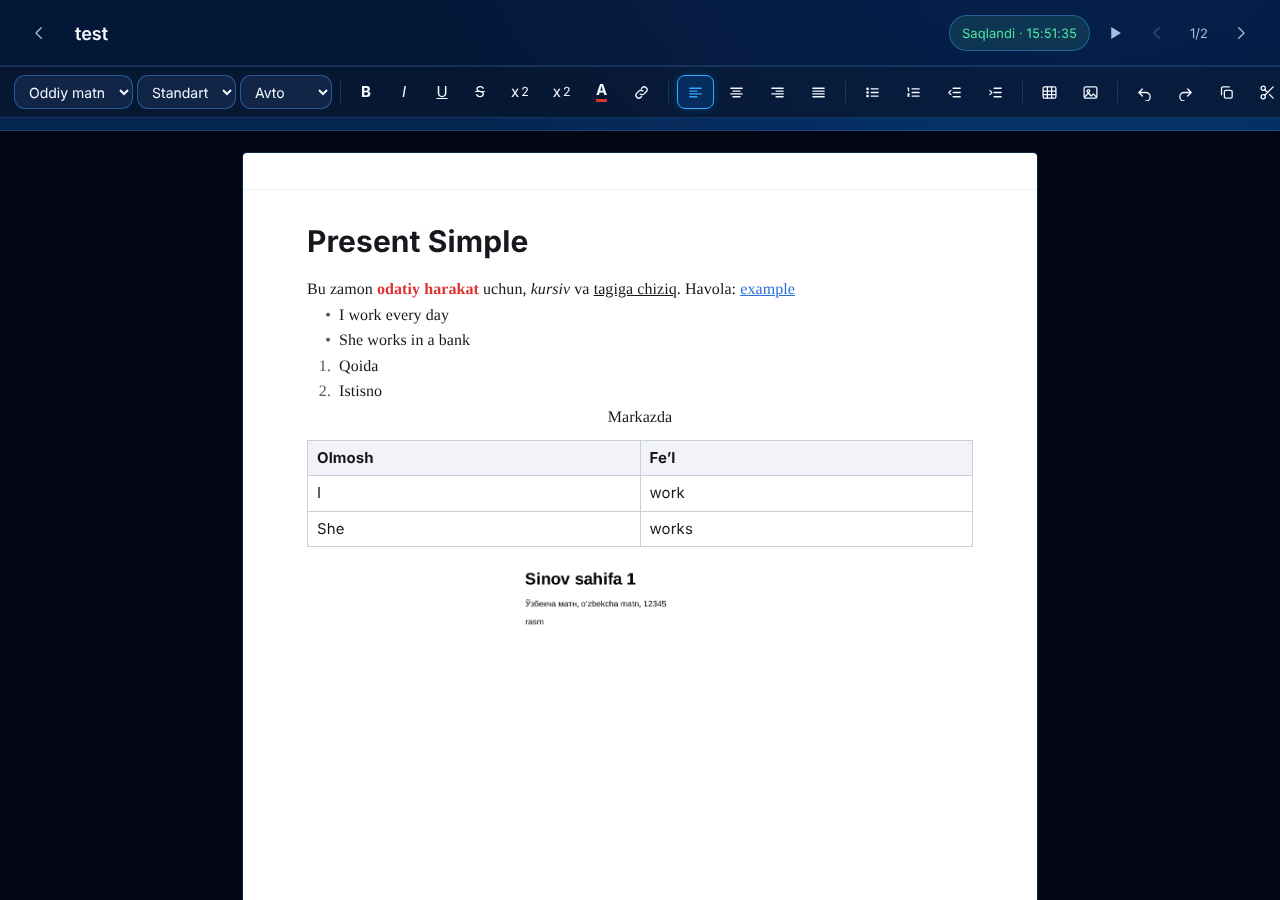 test
Saqlandi · 15:51:35
1/2
Oddiy matn Standart Avto B I U S x2 x2 A
Present Simple
Bu zamon odatiy harakat uchun, kursiv va tagiga chiziq. Havola: example
• I work every day
• She works in a bank
1. Qoida
2. Istisno
Markazda
Olmosh Fe’l
I work
She works
Sinov sahifa 1
Ўзбекча матн, o'zbekcha matn, 12345
rasm